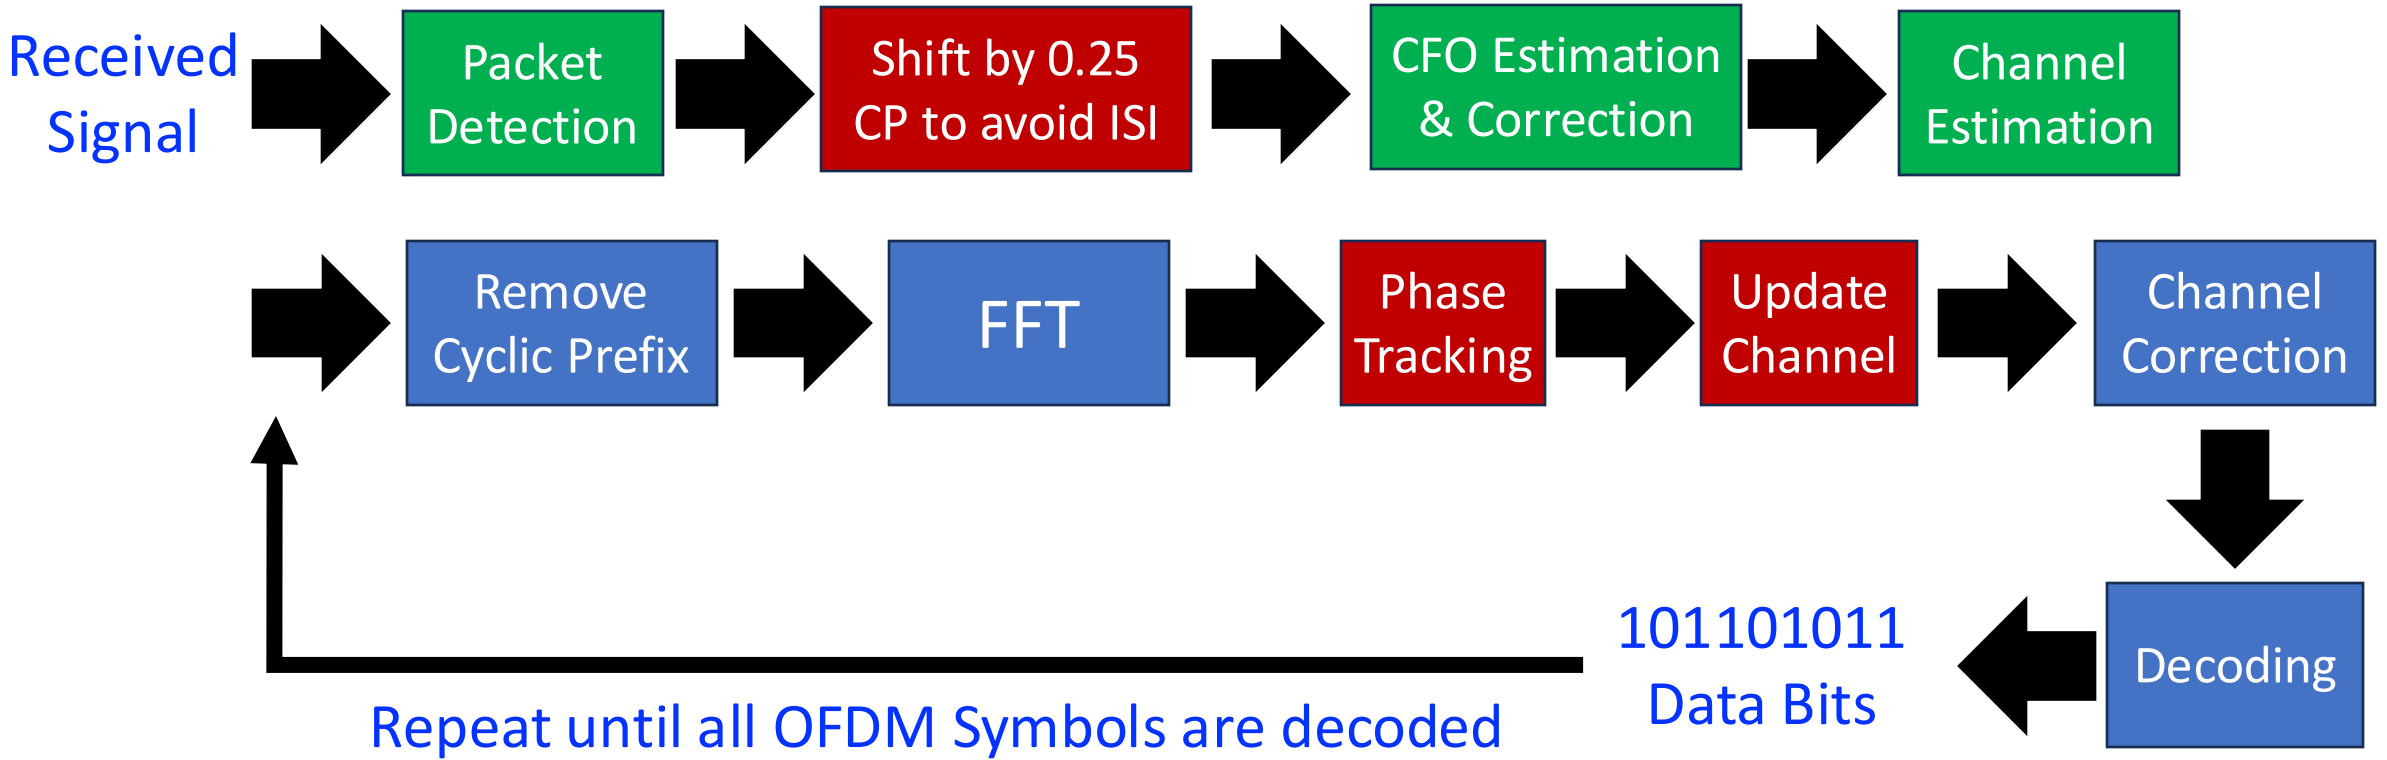 Received
Signal
Packet
Detection
Shift by 0.25
CP to avoid ISI
CFO Estimation
& Correction
Channel
Estimation
Remove
Cyclic Prefix
FFT
Phase
Tracking
Update
Channel
Channel
Correction
Decoding
101101011
Data Bits
Repeat until all OFDM Symbols are decoded